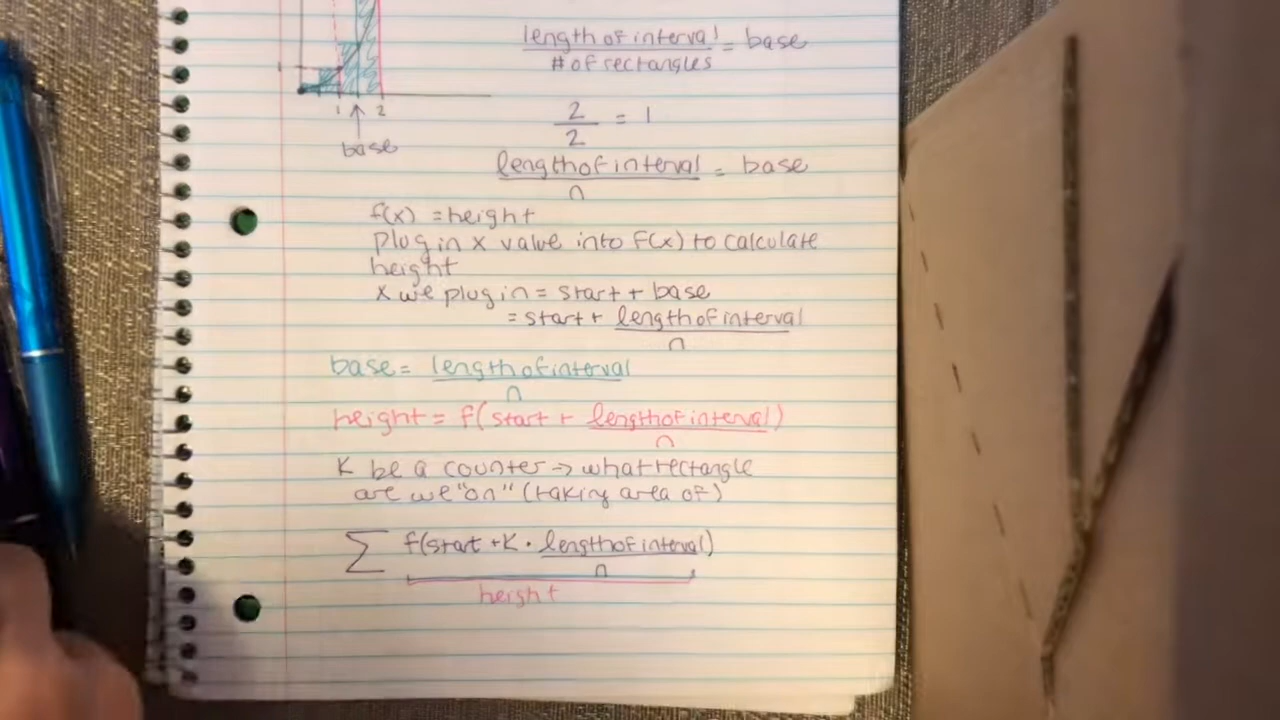 length of interval = base
# of rectangles
2 = 1
2
1 2
base
length of interval = base
n
f(x) = height
plug in x value into f(x) to calculate
height
x we plug in = start + base
= start + length of interval
n
base = length of interval
n
height = f(start + length of interval)
n
K be a counter → what rectangle
are we "on" (taking area of)
∑ f(start + K · length of interval)
n
height